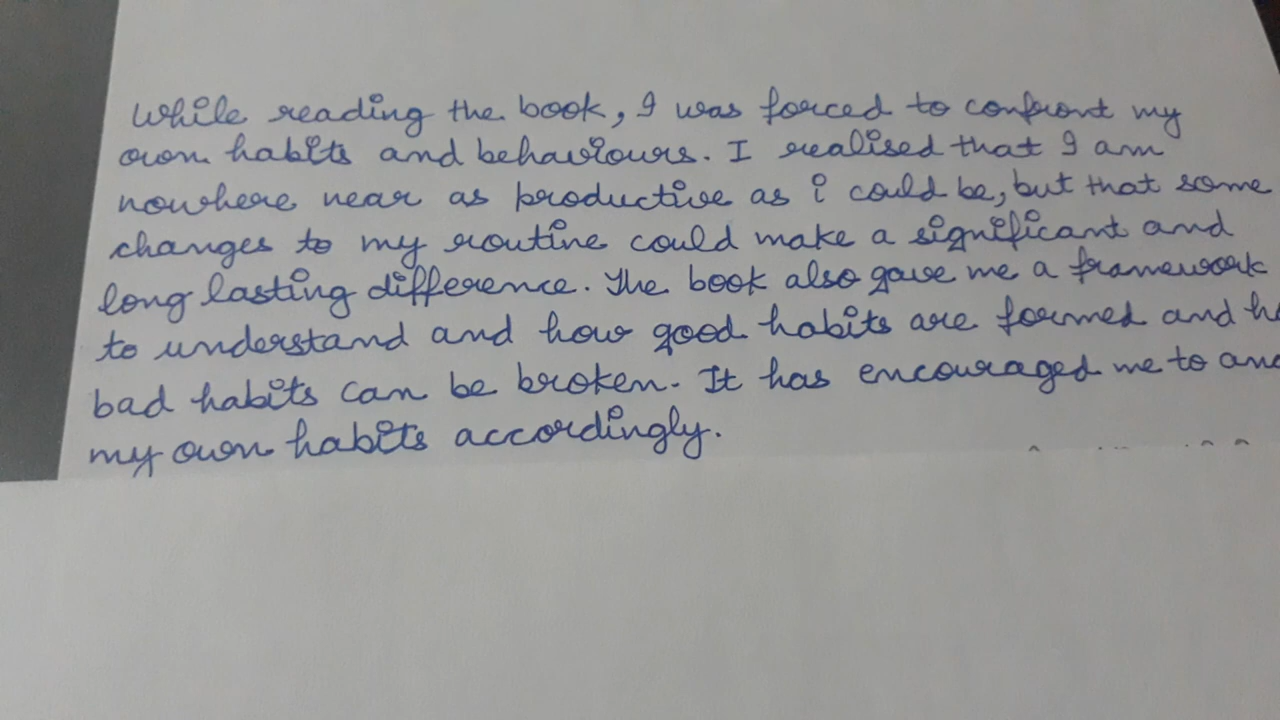 While reading the book, I was forced to confront my
own habits and behaviours. I realised that I am
nowhere near as productive as i could be, but that some
changes to my routine could make a significant and
long lasting difference. The book also gave me a framework
to understand and how good habits are formed and
bad habits can be broken. It has encouraged me to
my own habits accordingly.